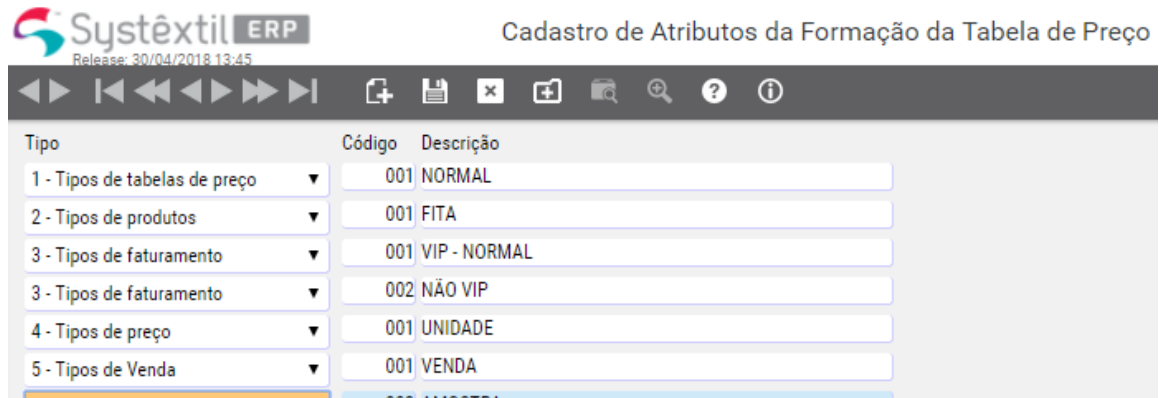 Systêxtil ERP
Release: 30/04/2018 13:45
Cadastro de Atributos da Formação da Tabela de Preço
Tipo Código Descrição
1 - Tipos de tabelas de preço 001 NORMAL
2 - Tipos de produtos 001 FITA
3 - Tipos de faturamento 001 VIP - NORMAL
3 - Tipos de faturamento 002 NÃO VIP
4 - Tipos de preço 001 UNIDADE
5 - Tipos de Venda 001 VENDA